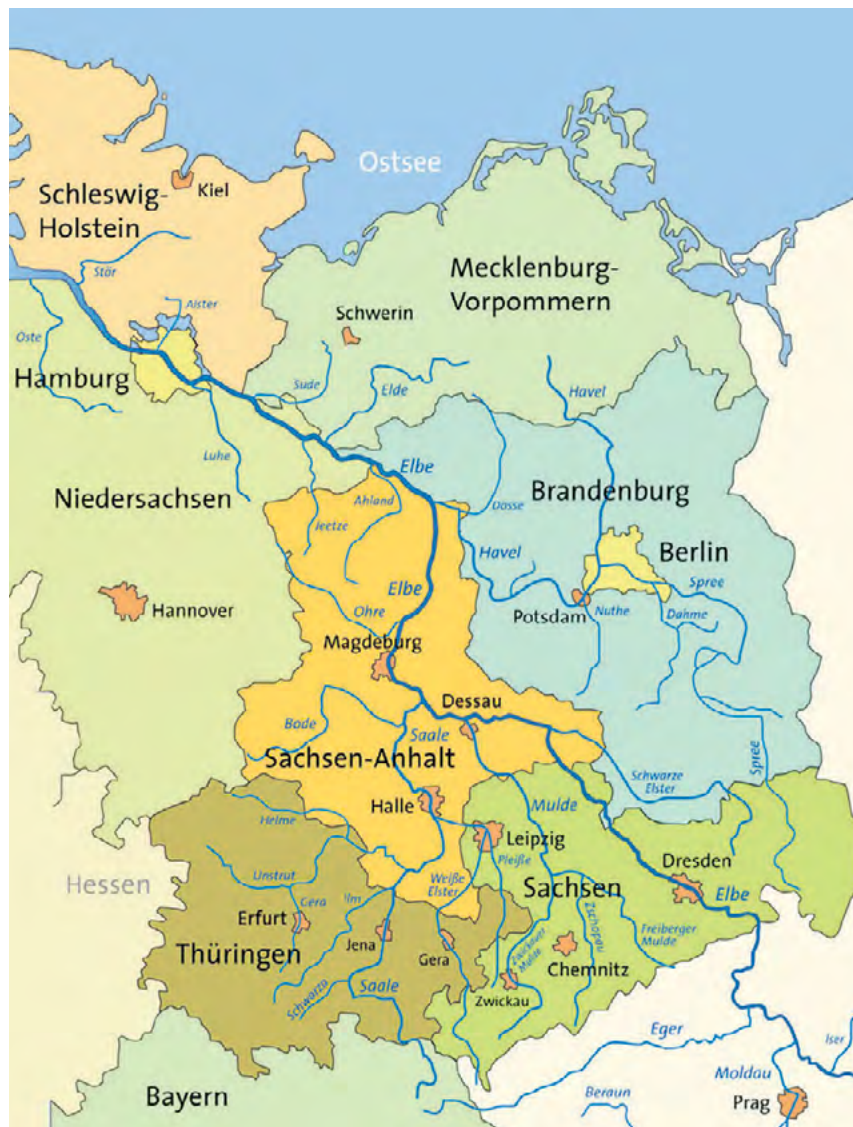 Ostsee
Kiel
Schleswig-
Holstein
Stör
Mecklenburg-
Vorpommern
Alster
Schwerin
Oste
Hamburg
Sude
Elde
Havel
Luhe
Elbe
Niedersachsen
Ahland
Brandenburg
Dosse
Jeetze
Havel
Berlin
Elbe
Spree
Hannover
Ohre
Potsdam
Nuthe
Dahme
Magdeburg
Dessau
Bode
Saale
Sachsen-Anhalt
Schwarze
Elster
Spree
Halle
Mulde
Helme
Leipzig
Pleiße
Dresden
Hessen
Unstrut
Weiße
Elster
Sachsen
Elbe
Gera
Ilm
Erfurt
Zschopau
Freiberger
Mulde
Thüringen
Jena
Gera
Zwickauer
Mulde
Chemnitz
Schwarza
Saale
Zwickau
Eger
Iser
Moldau
Bayern
Beraun
Prag